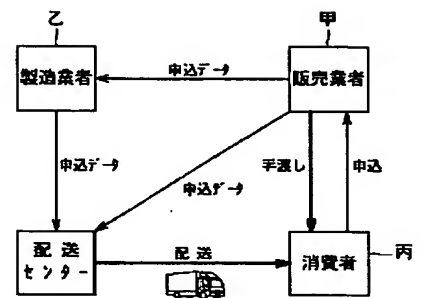 乙
甲
製造業者
申込データ
販売業者
申込データ
申込データ
手渡し
申込
配送
センター
配送
消費者
丙